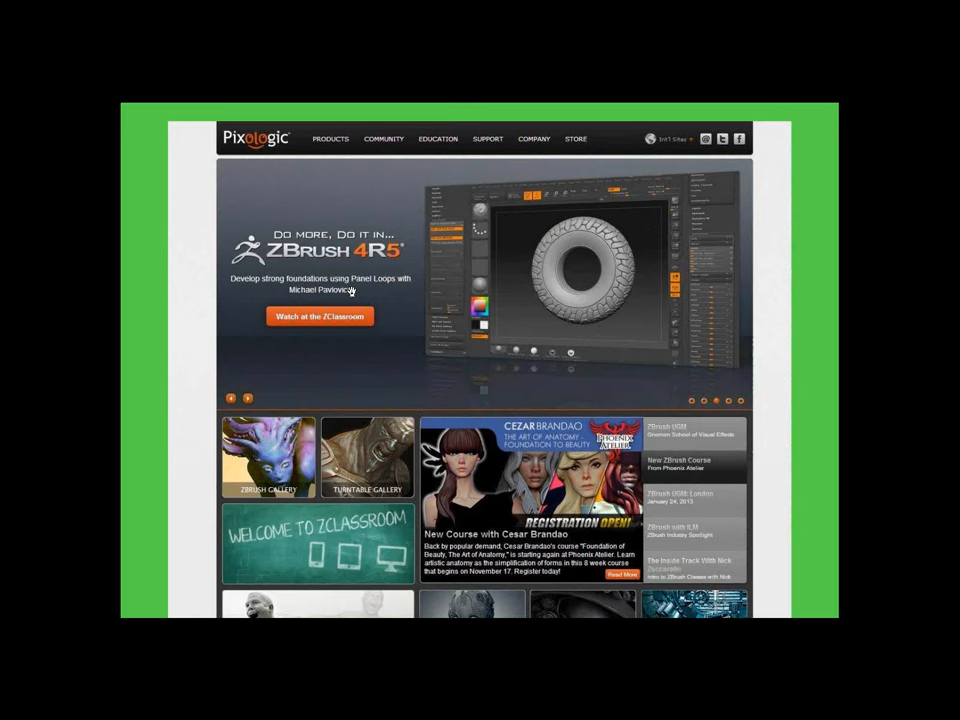 Pixologic
PRODUCTS COMMUNITY EDUCATION SUPPORT COMPANY STORE Int'l Sites
DO MORE, DO IT IN...
ZBRUSH 4R5
Develop strong foundations using Panel Loops with
Michael Pavlovic
Watch at the ZClassroom
ZBRUSH GALLERY
TURNTABLE GALLERY
WELCOME TO ZCLASSROOM
CEZAR BRANDAO
THE ART OF ANATOMY -
FOUNDATION TO BEAUTY
PHOENIX
ATELIER
REGISTRATION OPEN!
New Course with Cesar Brandao
Back by popular demand, Cesar Brandao's course "Foundation of
Beauty, The Art of Anatomy," is starting again at Phoenix Atelier. Learn
artistic anatomy as the simplification of forms in this 8 week course
that begins on November 17. Register today!
Read More
ZBrush UGM
Gnomon School of Visual Effects
New ZBrush Course
From Phoenix Atelier
ZBrush UGM: London
January 24, 2013
ZBrush with ILM
ZBrush Industry Spotlight
The Inside Track With Nick
Zuccarello
Intro to ZBrush Classes with Nick